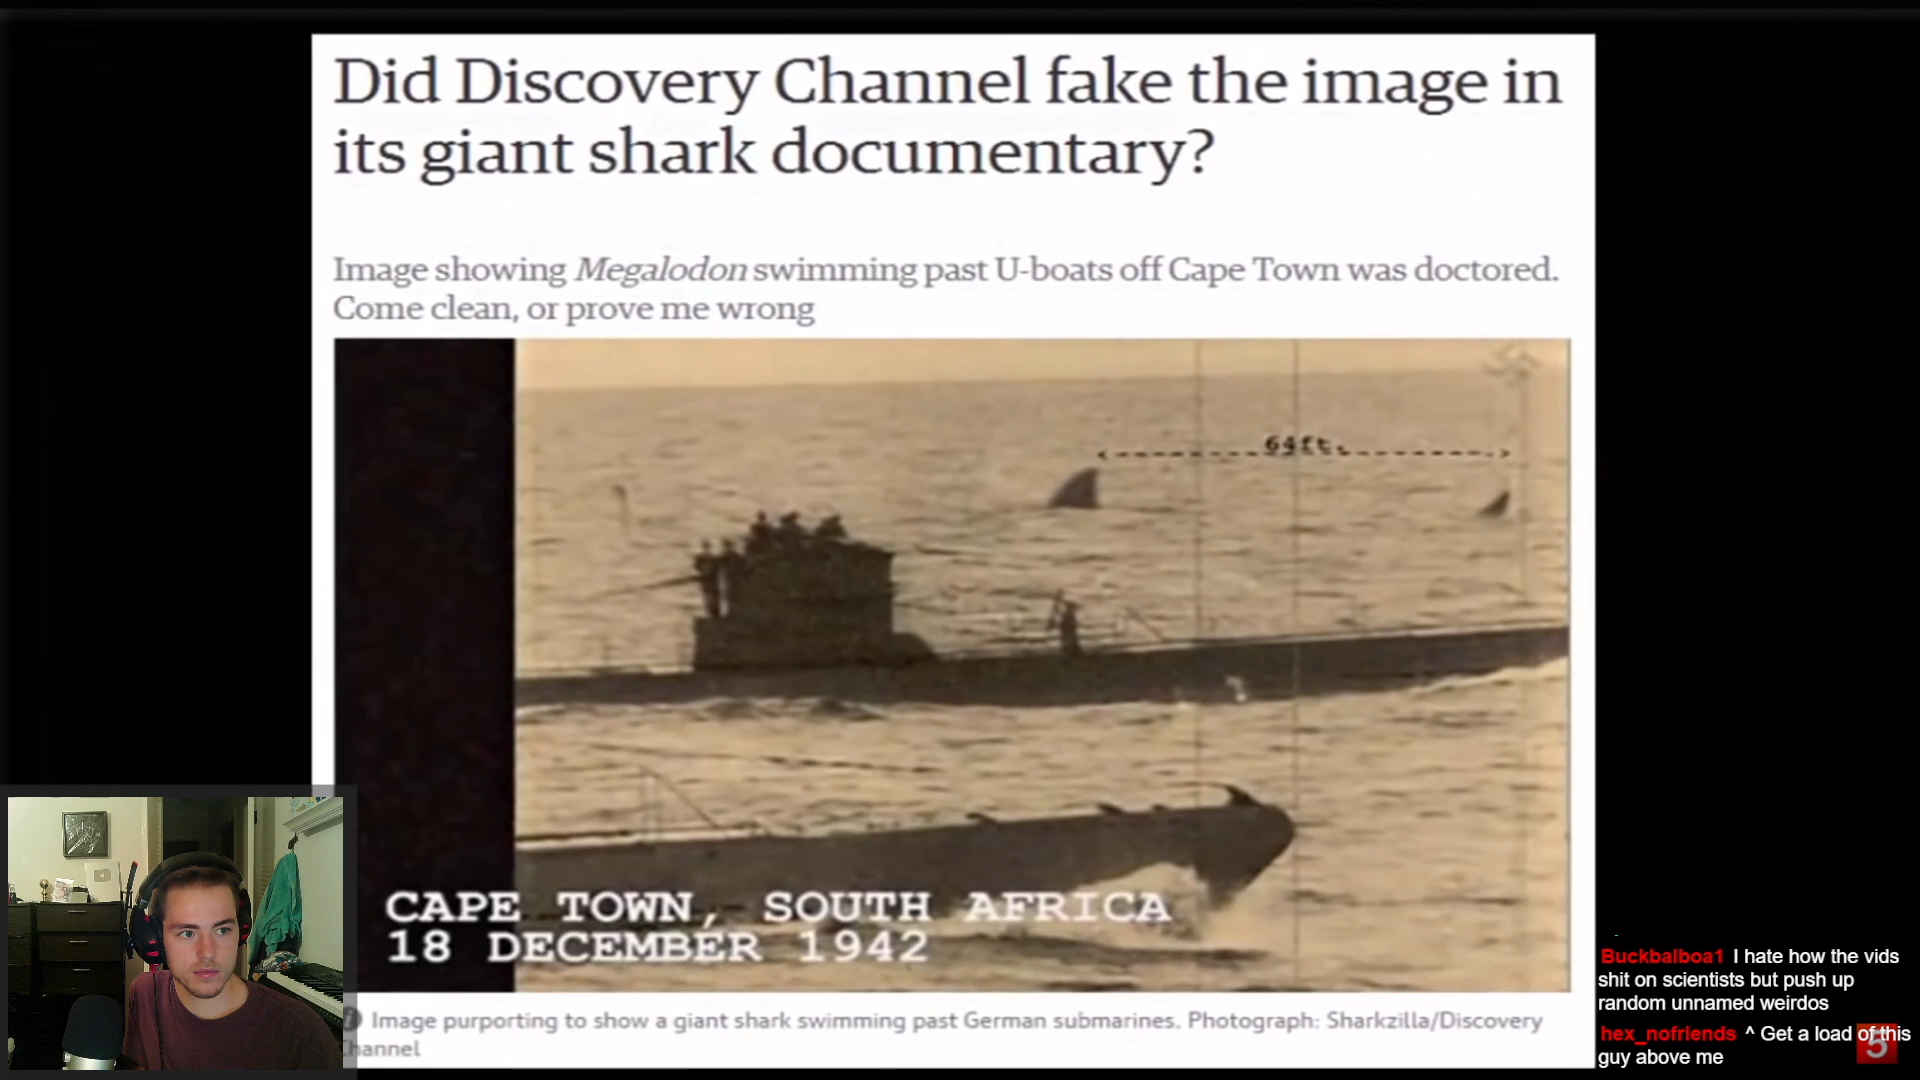 Did Discovery Channel fake the image in
its giant shark documentary?
Image showing Megalodon swimming past U-boats off Cape Town was doctored.
Come clean, or prove me wrong
64ft.
CAPE TOWN, SOUTH AFRICA
18 DECEMBER 1942
Image purporting to show a giant shark swimming past German submarines. Photograph: Sharkzilla/Discovery
Channel
Buckbalboa1 I hate how the vids
shit on scientists but push up
random unnamed weirdos
hex_nofriends ^ Get a load of this
guy above me
5